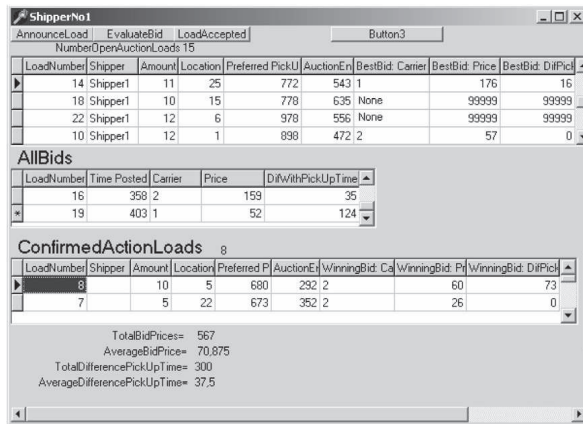 ShipperNo1
AnnounceLoad EvaluateBid LoadAccepted Button3
NumberOpenAuctionLoads 15
LoadNumber Shipper Amount Location Preferred PickU AuctionEn BestBid: Carrier BestBid: Price BestBid: DifPick
14 Shipper1 11 25 772 543 1 176 16
18 Shipper1 10 15 778 635 None 99999 99999
22 Shipper1 12 6 978 556 None 99999 99999
10 Shipper1 12 1 898 472 2 57 0
AllBids
LoadNumber Time Posted Carrier Price DifWithPickUpTime
16 358 2 159 35
* 19 403 1 52 124
ConfirmedActionLoads 8
LoadNumber Shipper Amount Location Preferred P AuctionEr WinningBid: Ca WinningBid: Pr WinningBid: DifPick
8 10 5 680 292 2 60 73
7 5 22 673 352 2 26 0
TotalBidPrices= 567
AverageBidPrice= 70,875
TotalDifferencePickUpTime= 300
AverageDifferencePickUpTime= 37,5